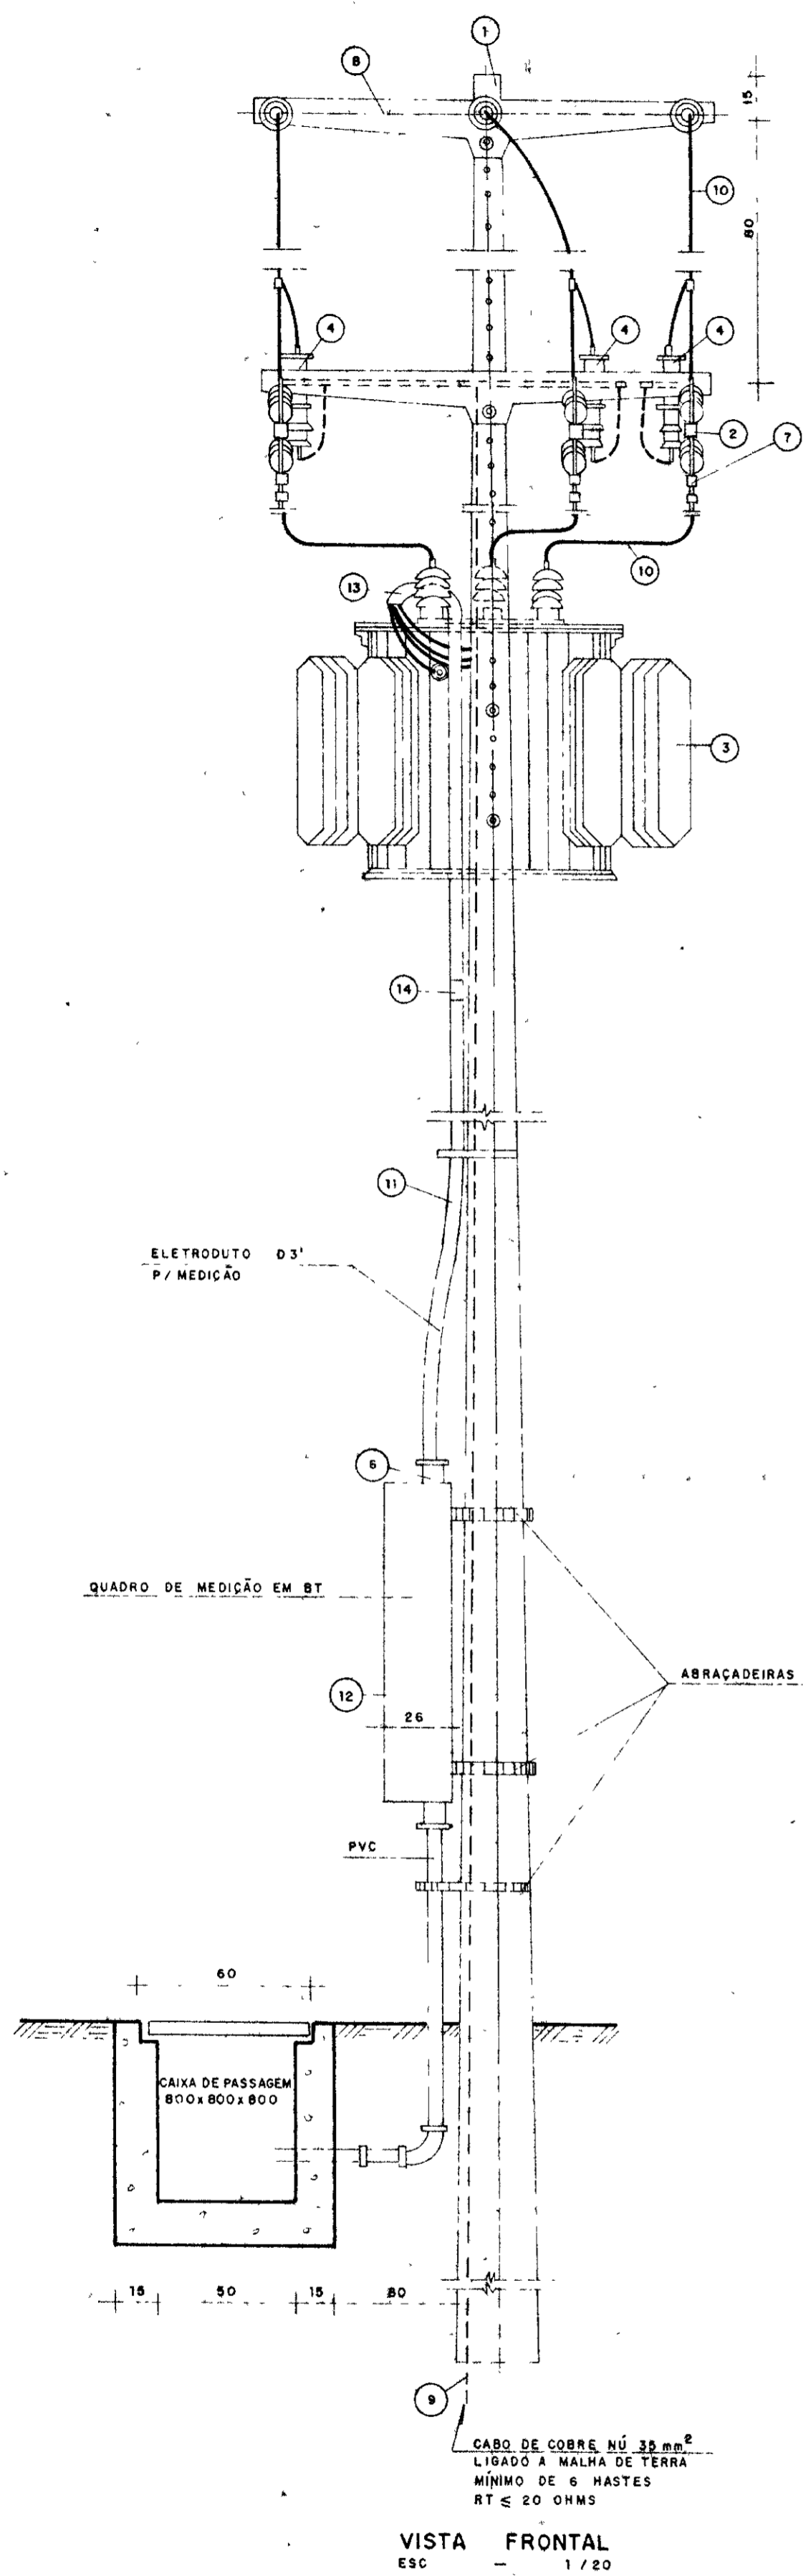 1
8
15
10
80
4
4
4
2
7
13
10
3
14
11
ELETRODUTO Ø 3'
P/ MEDIÇÃO
6
QUADRO DE MEDIÇÃO EM BT
ABRAÇADEIRAS
12
26
PVC
60
CAIXA DE PASSAGEM
800x800x800
15 50 15 80
9
CABO DE COBRE NÚ 35 mm²
LIGADO A MALHA DE TERRA
MÍNIMO DE 6 HASTES
RT ≤ 20 OHMS
VISTA FRONTAL
ESC - 1/20